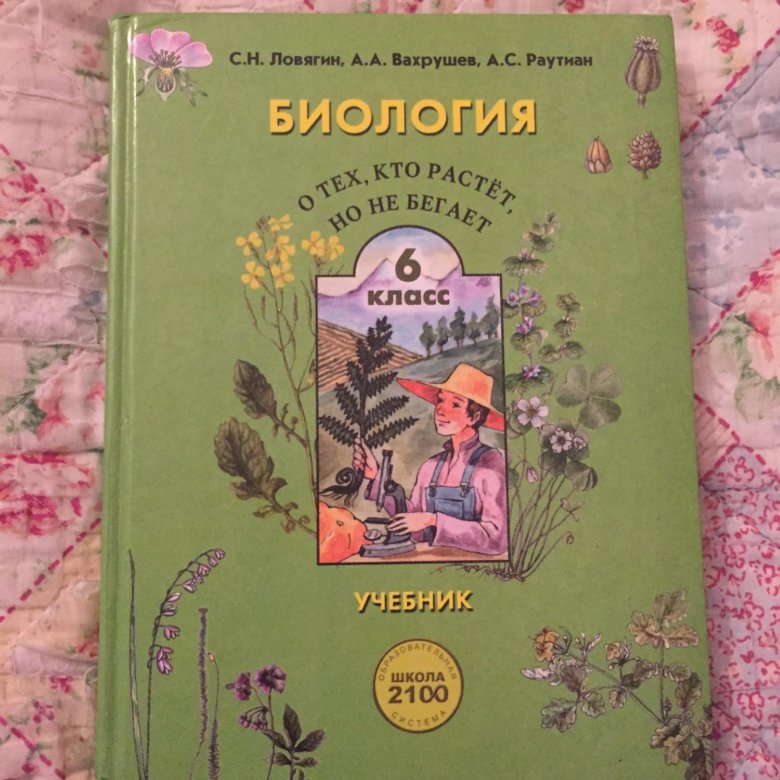 С.Н. Ловягин, А.А. Вахрушев, А.С. Раутиан
БИОЛОГИЯ
О ТЕХ, КТО РАСТЁТ,
НО НЕ БЕГАЕТ
6
класс
УЧЕБНИК
ОБРАЗОВАТЕЛЬНАЯ
ШКОЛА
2100
СИСТЕМА